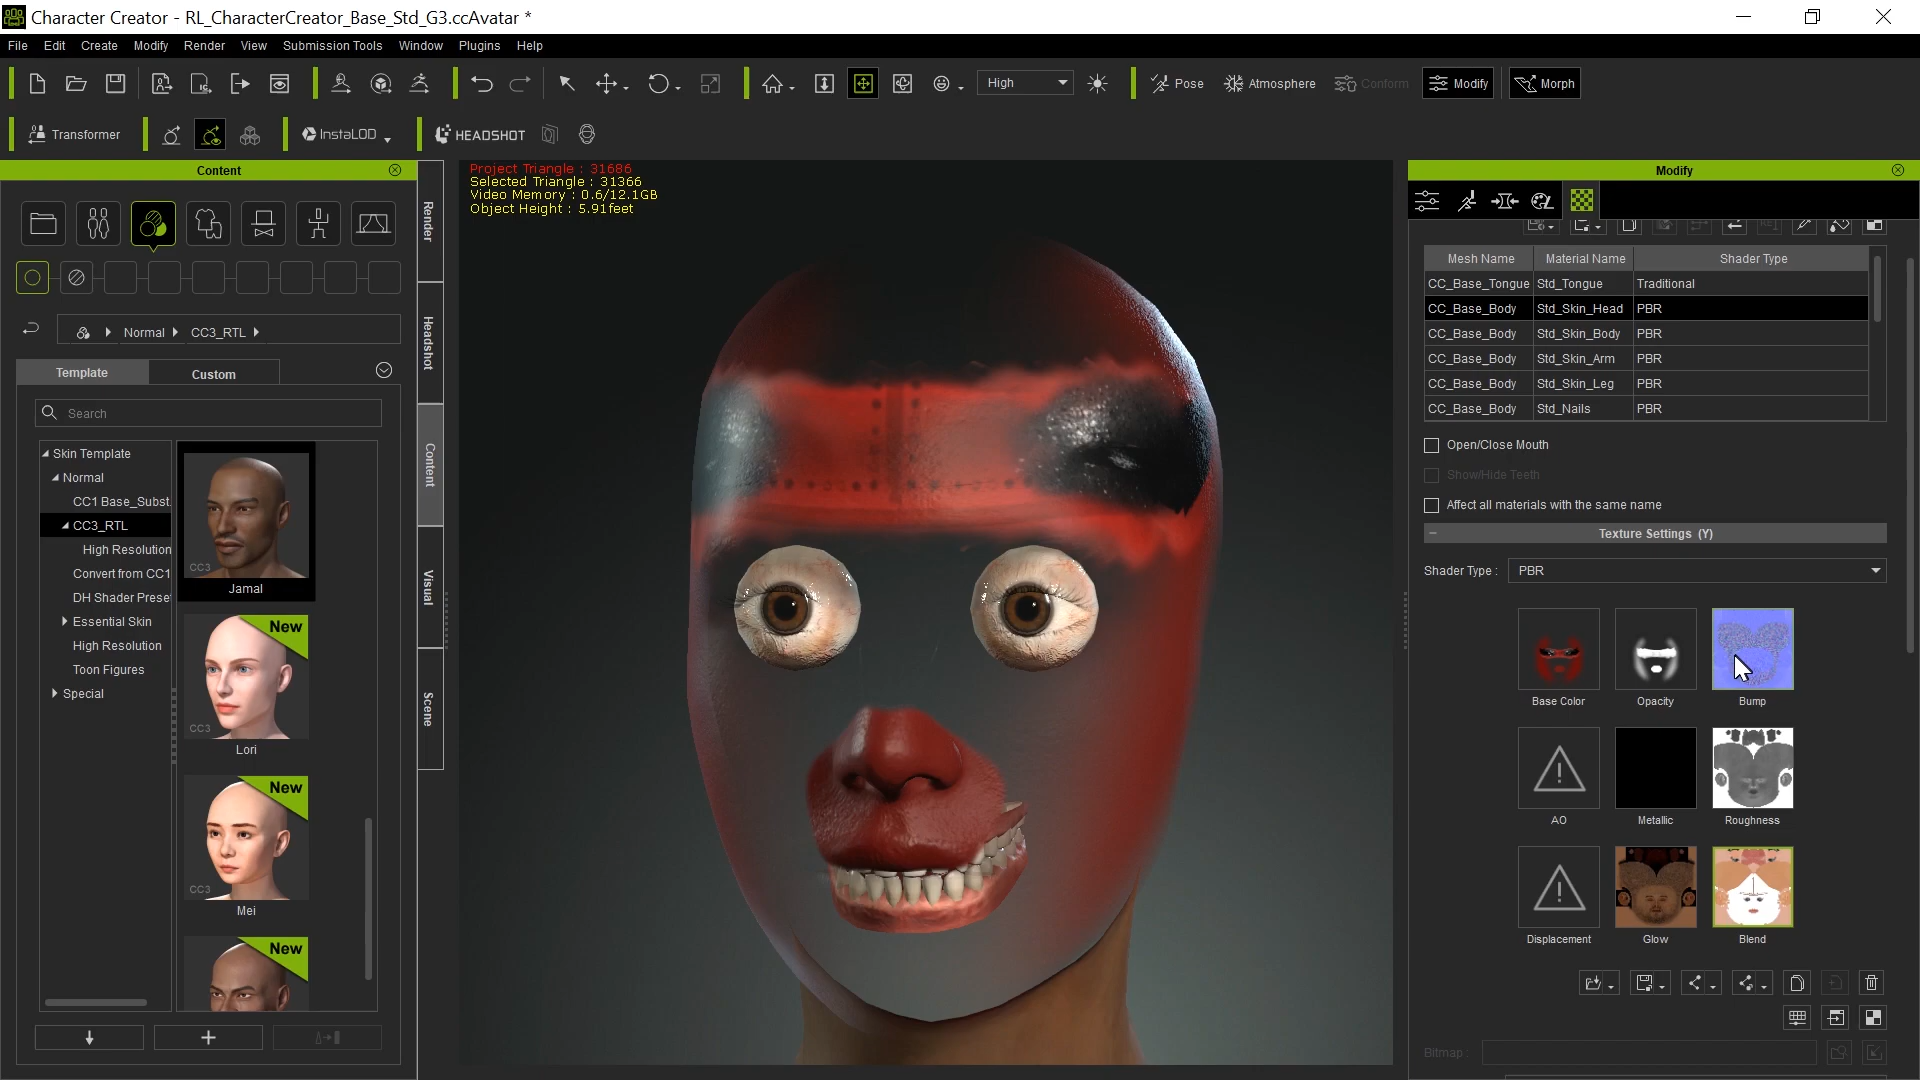 Character Creator - RL_CharacterCreator_Base_Std_G3.ccAvatar *
File Edit Create Modify Render View Submission Tools Window Plugins Help
High Pose Atmosphere Conform Modify Morph
Transformer InstaLOD HEADSHOT
Content
Normal CC3_RTL
Template Custom
Search
Skin Template
Normal
CC1 Base_Subst
CC3_RTL
High Resolution
Convert from CC1
DH Shader Prese
Essential Skin
High Resolution
Toon Figures
Special
CC3
Jamal
New
CC3
Lori
New
CC3
Mei
New
Render
Headshot
Content
Visual
Scene
Project Triangle : 31686
Selected Triangle : 31366
Video Memory : 0.6/12.1GB
Object Height : 5.91feet
Modify
Mesh Name Material Name Shader Type
CC_Base_Tongue Std_Tongue Traditional
CC_Base_Body Std_Skin_Head PBR
CC_Base_Body Std_Skin_Body PBR
CC_Base_Body Std_Skin_Arm PBR
CC_Base_Body Std_Skin_Leg PBR
CC_Base_Body Std_Nails PBR
Open/Close Mouth
Show/Hide Teeth
Affect all materials with the same name
Texture Settings (Y)
Shader Type : PBR
Base Color Opacity Bump
AO Metallic Roughness
Displacement Glow Blend
Bitmap :